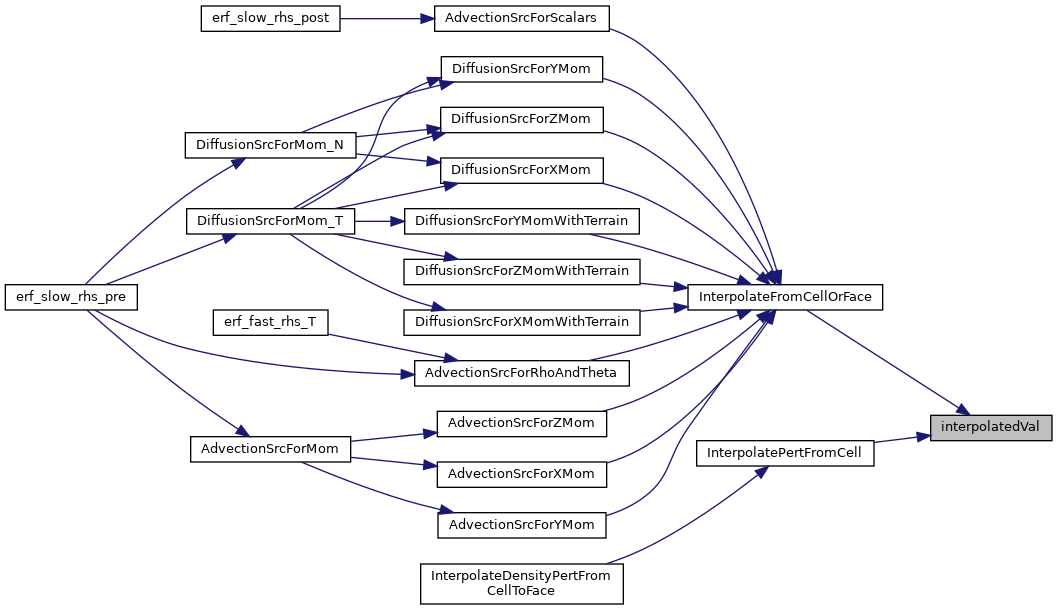 erf_slow_rhs_post
AdvectionSrcForScalars
DiffusionSrcForYMom
DiffusionSrcForZMom
DiffusionSrcForMom_N
DiffusionSrcForXMom
DiffusionSrcForMom_T
DiffusionSrcForYMomWithTerrain
DiffusionSrcForZMomWithTerrain
erf_slow_rhs_pre
InterpolateFromCellOrFace
erf_fast_rhs_T
DiffusionSrcForXMomWithTerrain
AdvectionSrcForRhoAndTheta
AdvectionSrcForZMom
interpolatedVal
AdvectionSrcForMom
InterpolatePertFromCell
AdvectionSrcForXMom
AdvectionSrcForYMom
InterpolateDensityPertFrom
CellToFace